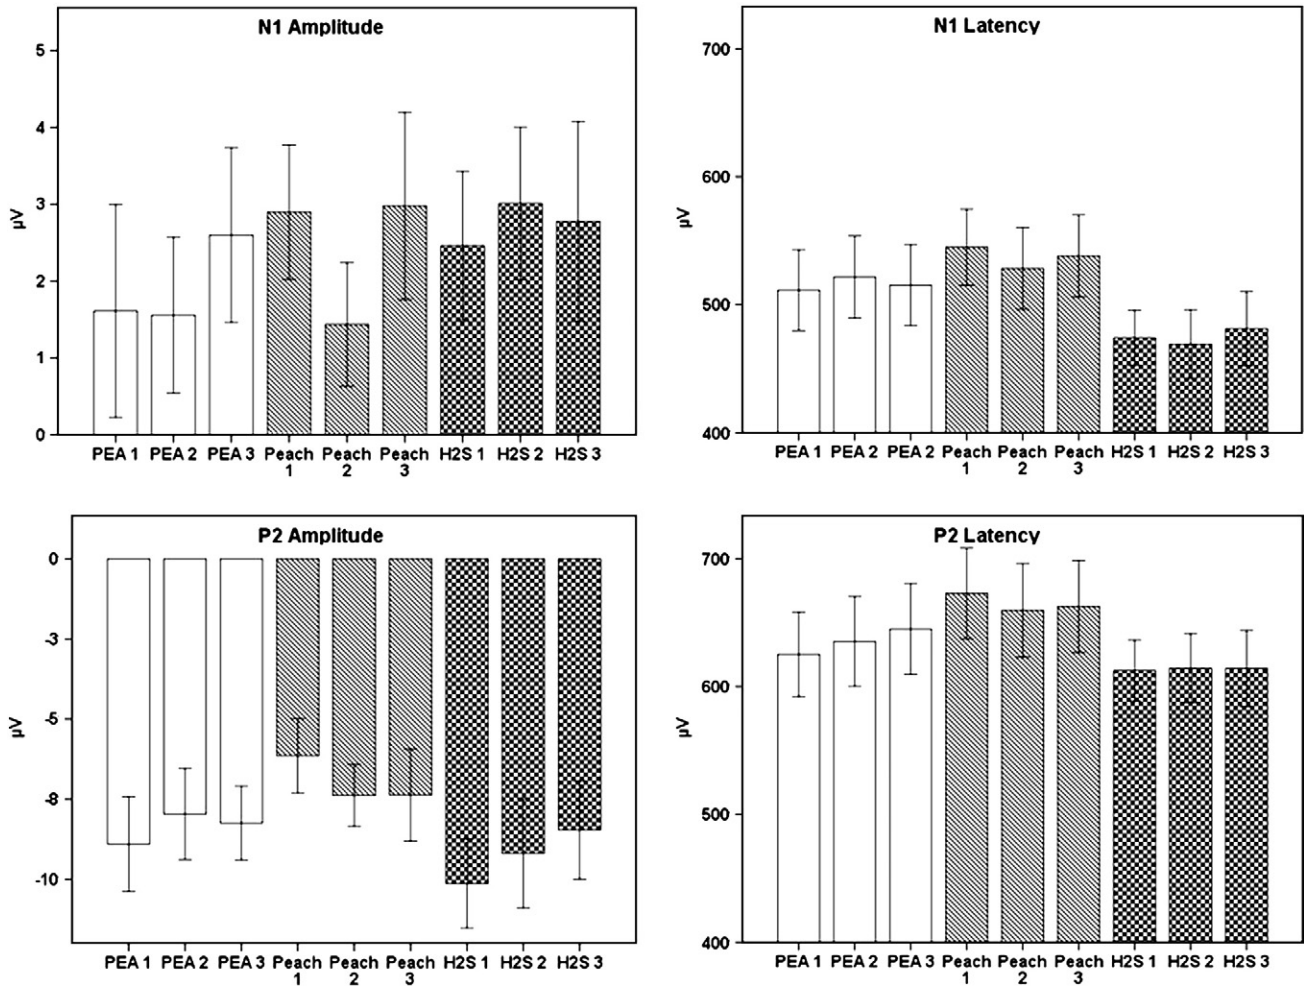 N1 Amplitude
5
4
3
2
1
0
µV
PEA 1 PEA 2 PEA 3 Peach 1 Peach 2 Peach 3 H2S 1 H2S 2 H2S 3
N1 Latency
700
600
500
400
µV
PEA 1 PEA 2 PEA 3 Peach 1 Peach 2 Peach 3 H2S 1 H2S 2 H2S 3
P2 Amplitude
0
-3
-5
-8
-10
µV
PEA 1 PEA 2 PEA 3 Peach 1 Peach 2 Peach 3 H2S 1 H2S 2 H2S 3
P2 Latency
700
600
500
400
µV
PEA 1 PEA 2 PEA 3 Peach 1 Peach 2 Peach 3 H2S 1 H2S 2 H2S 3